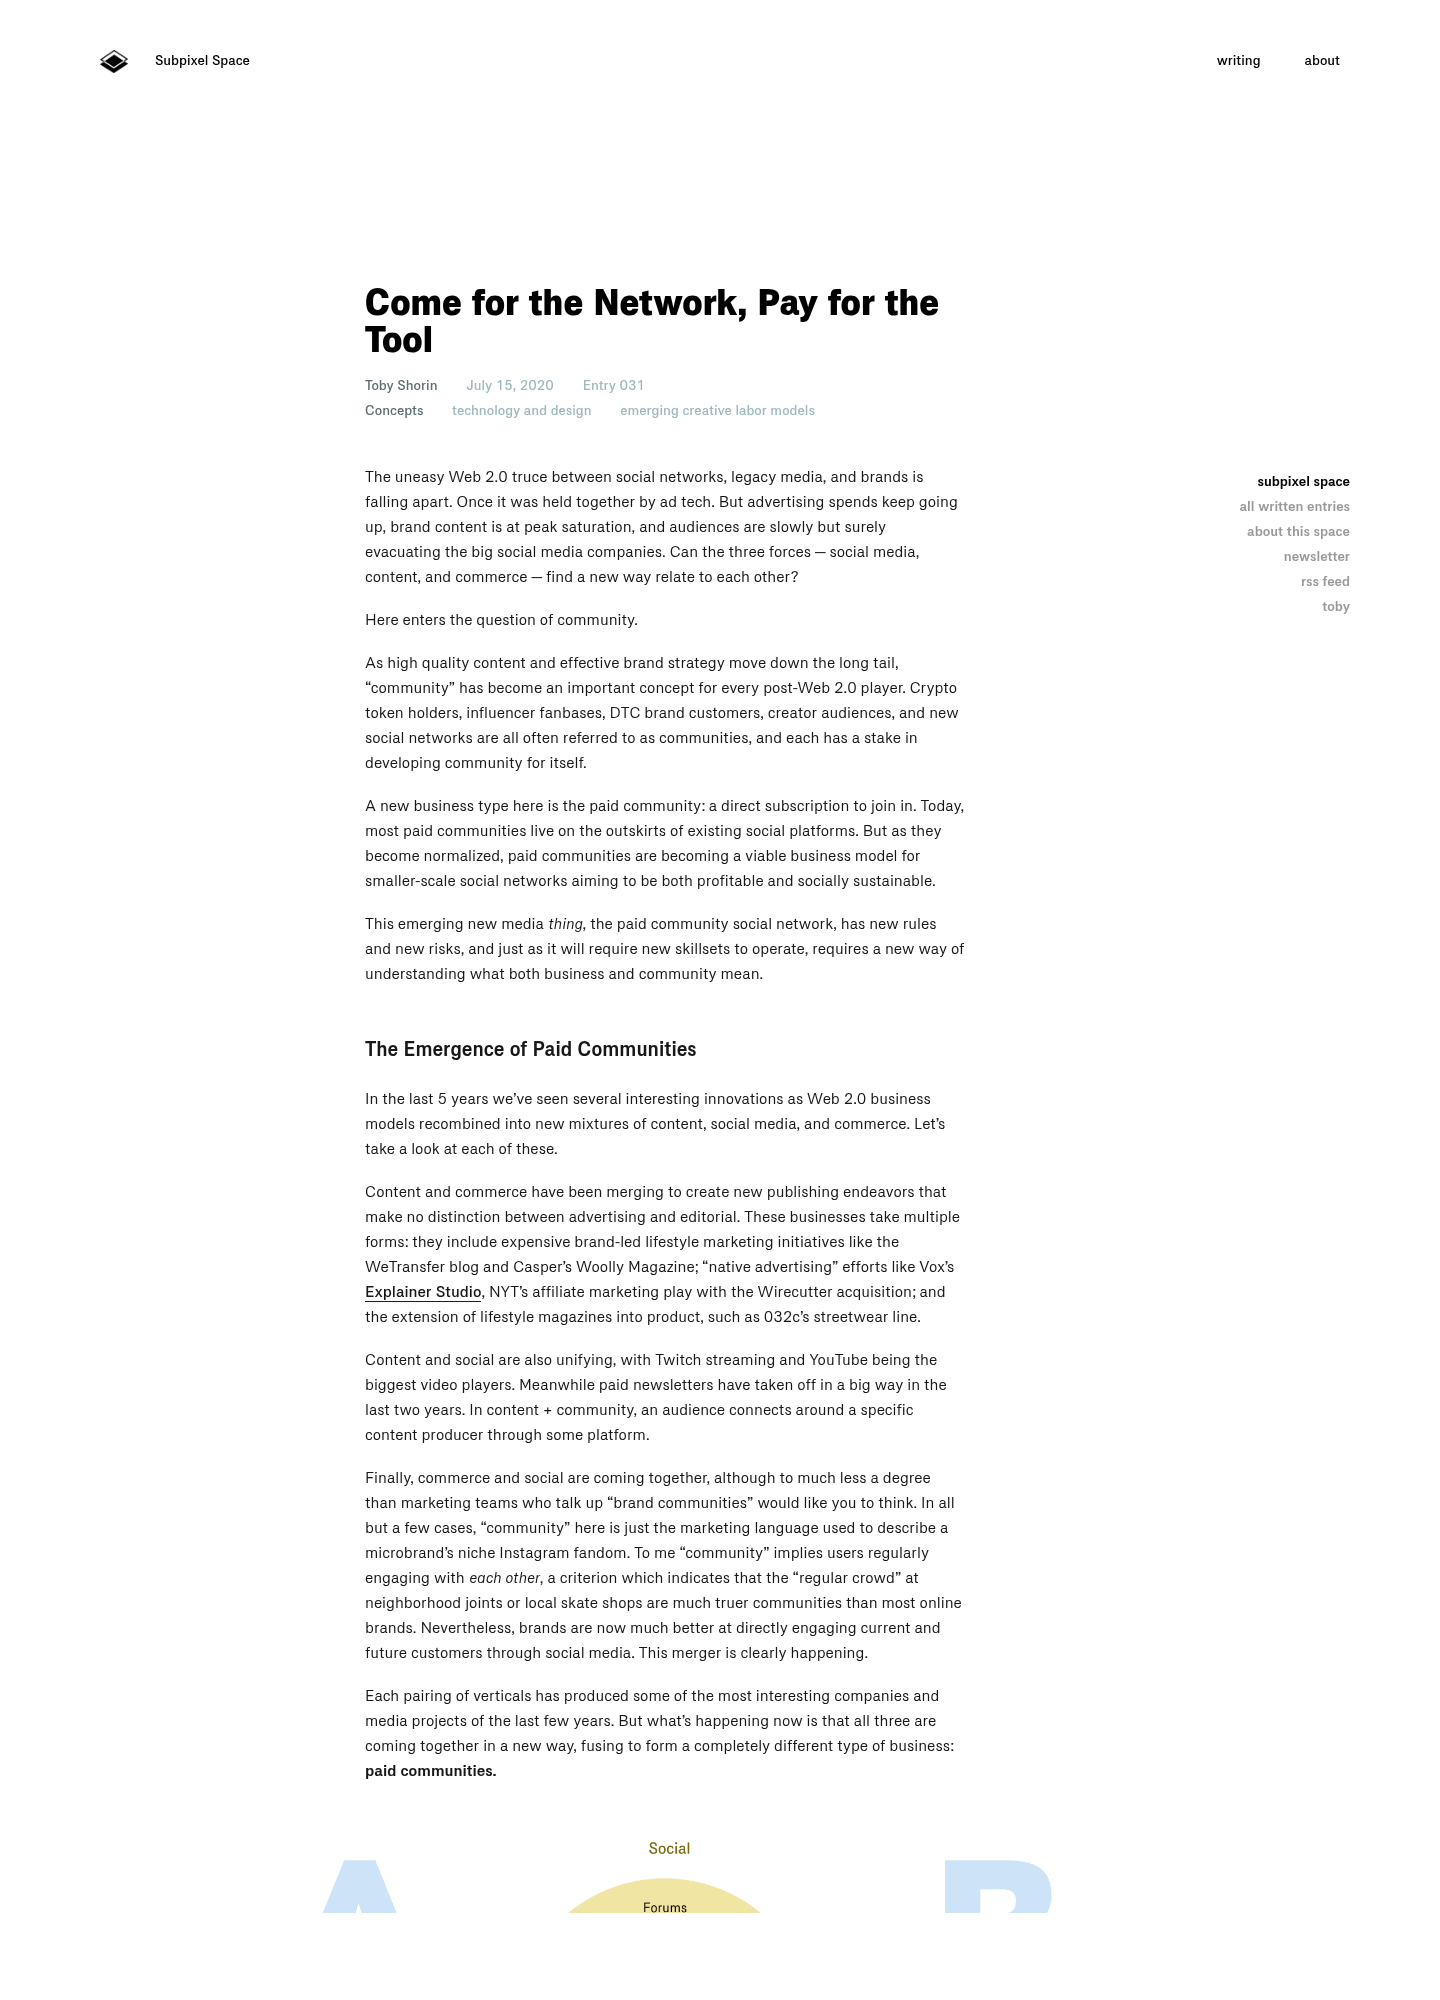 Subpixel Space
writing
about
Come for the Network, Pay for the
Tool
Toby Shorin July 15, 2020 Entry 031
Concepts technology and design emerging creative labor models
The uneasy Web 2.0 truce between social networks, legacy media, and brands is
falling apart. Once it was held together by ad tech. But advertising spends keep going
up, brand content is at peak saturation, and audiences are slowly but surely
evacuating the big social media companies. Can the three forces — social media,
content, and commerce — find a new way relate to each other?
Here enters the question of community.
As high quality content and effective brand strategy move down the long tail,
“community” has become an important concept for every post-Web 2.0 player. Crypto
token holders, influencer fanbases, DTC brand customers, creator audiences, and new
social networks are all often referred to as communities, and each has a stake in
developing community for itself.
A new business type here is the paid community: a direct subscription to join in. Today,
most paid communities live on the outskirts of existing social platforms. But as they
become normalized, paid communities are becoming a viable business model for
smaller-scale social networks aiming to be both profitable and socially sustainable.
This emerging new media thing, the paid community social network, has new rules
and new risks, and just as it will require new skillsets to operate, requires a new way of
understanding what both business and community mean.
subpixel space
all written entries
about this space
newsletter
rss feed
toby
The Emergence of Paid Communities
In the last 5 years we’ve seen several interesting innovations as Web 2.0 business
models recombined into new mixtures of content, social media, and commerce. Let’s
take a look at each of these.
Content and commerce have been merging to create new publishing endeavors that
make no distinction between advertising and editorial. These businesses take multiple
forms: they include expensive brand-led lifestyle marketing initiatives like the
WeTransfer blog and Casper’s Woolly Magazine; “native advertising” efforts like Vox’s
Explainer Studio, NYT’s affiliate marketing play with the Wirecutter acquisition; and
the extension of lifestyle magazines into product, such as 032c’s streetwear line.
Content and social are also unifying, with Twitch streaming and YouTube being the
biggest video players. Meanwhile paid newsletters have taken off in a big way in the
last two years. In content + community, an audience connects around a specific
content producer through some platform.
Finally, commerce and social are coming together, although to much less a degree
than marketing teams who talk up “brand communities” would like you to think. In all
but a few cases, “community” here is just the marketing language used to describe a
microbrand’s niche Instagram fandom. To me “community” implies users regularly
engaging with each other, a criterion which indicates that the “regular crowd” at
neighborhood joints or local skate shops are much truer communities than most online
brands. Nevertheless, brands are now much better at directly engaging current and
future customers through social media. This merger is clearly happening.
Each pairing of verticals has produced some of the most interesting companies and
media projects of the last few years. But what’s happening now is that all three are
coming together in a new way, fusing to form a completely different type of business:
paid communities.
Social
Forums